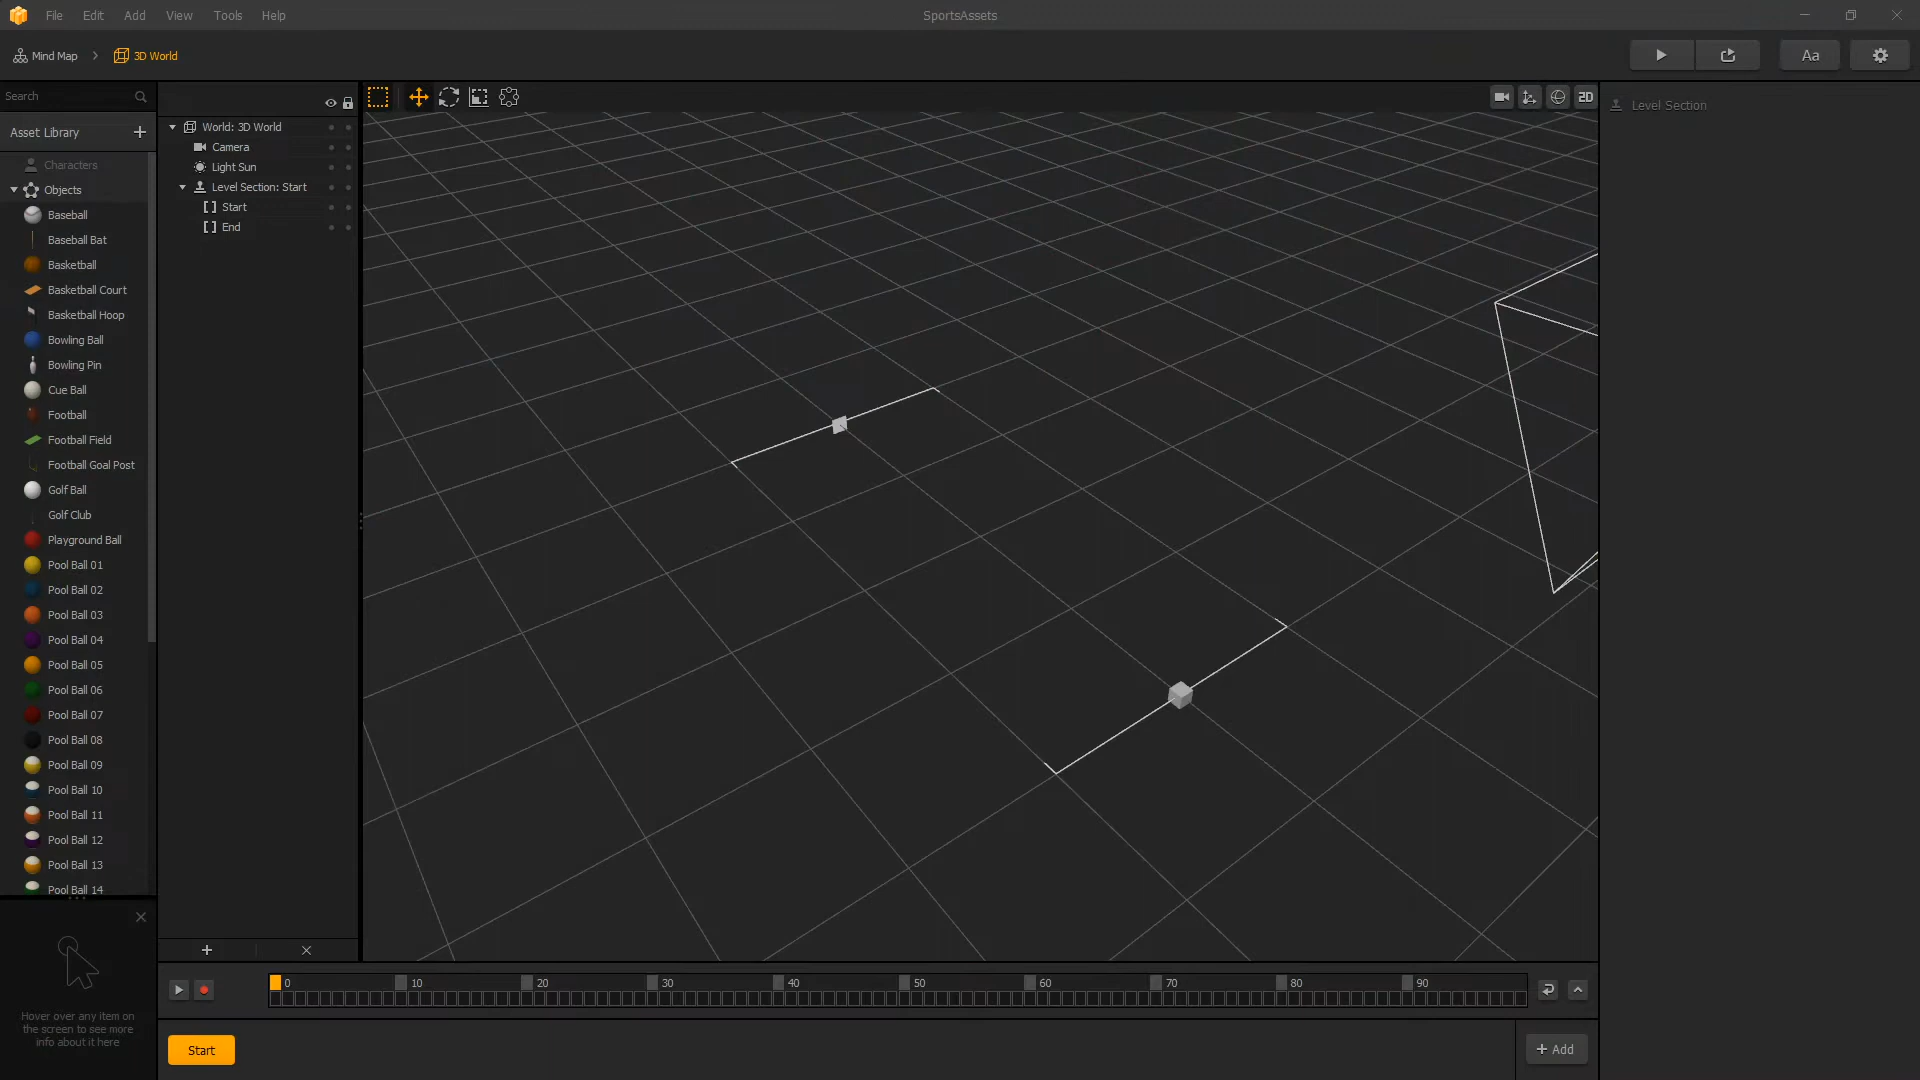 File Edit Add View Tools Help
SportsAssets
Mind Map
3D World
Aa
Search
Asset Library
Characters
Objects
Baseball
Baseball Bat
Basketball
Basketball Court
Basketball Hoop
Bowling Ball
Bowling Pin
Cue Ball
Football
Football Field
Football Goal Post
Golf Ball
Golf Club
Playground Ball
Pool Ball 01
Pool Ball 02
Pool Ball 03
Pool Ball 04
Pool Ball 05
Pool Ball 06
Pool Ball 07
Pool Ball 08
Pool Ball 09
Pool Ball 10
Pool Ball 11
Pool Ball 12
Pool Ball 13
Pool Ball 14
Hover over any item on
the screen to see more
info about it here
World: 3D World
Camera
Light Sun
Level Section: Start
Start
End
2D
Level Section
0 10 20 30 40 50 60 70 80 90
Start
+ Add